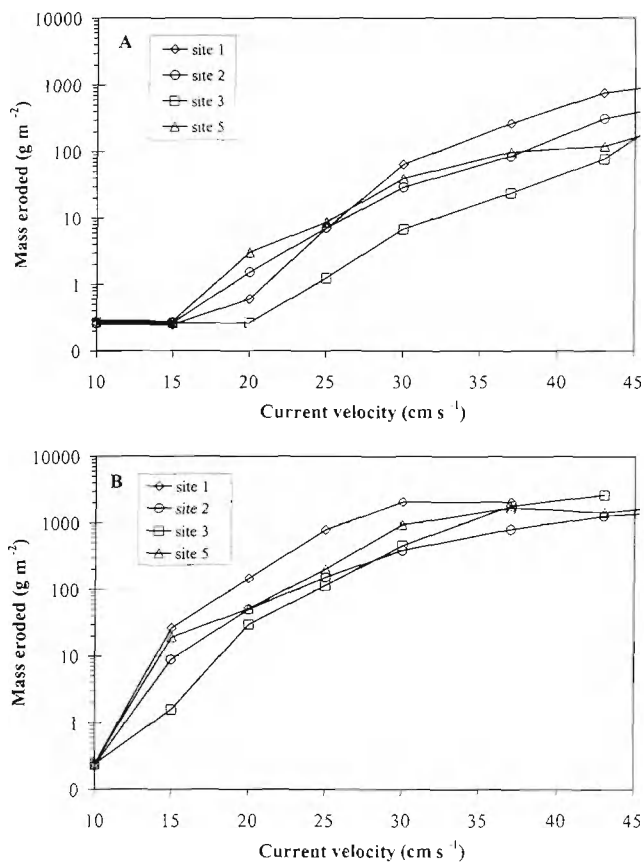 A
site 1
site 2
site 3
site 5
10000
1000
100
10
1
0
Mass eroded (g m -2)
10 15 20 25 30 35 40 45
Current velocity (cm s -1)
B
site 1
site 2
site 3
site 5
10000
1000
100
10
1
0
Mass eroded (g m -2)
10 15 20 25 30 35 40 45
Current velocity (cm s -1)